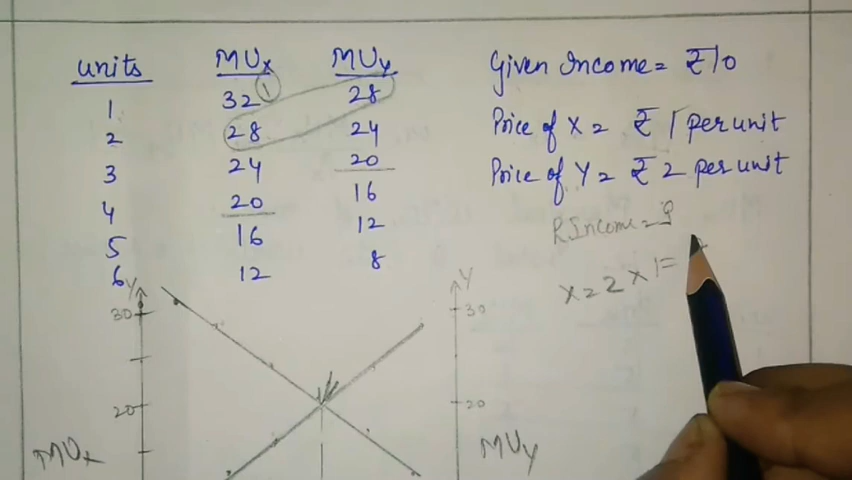 units MUx MUy
1 32 1 28
2 28 24
3 24 20
4 20 16
5 16 12
6 12 8
Given Income = ₹10
Price of X = ₹ 1 per unit
Price of Y = ₹ 2 per unit
R Income = 9
X = 2 x 1 =
Y
30
20
MUx
Y
30
20
MUy